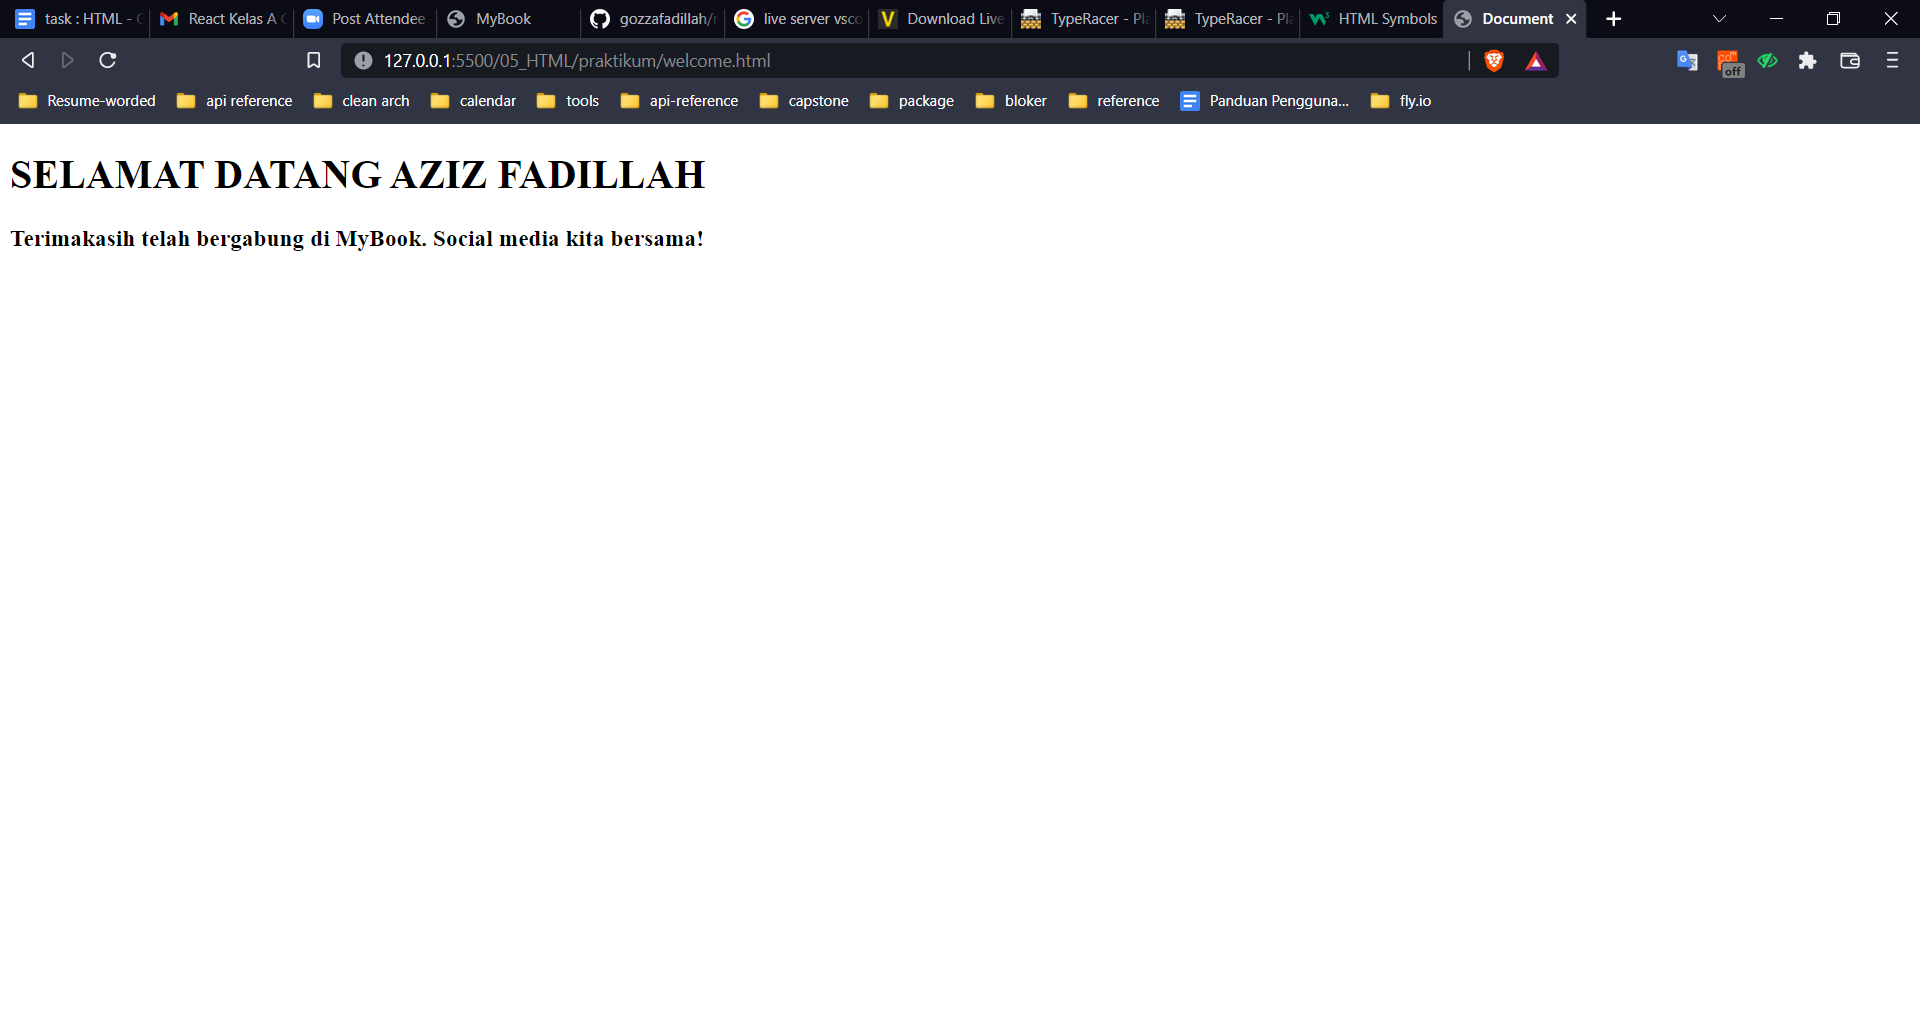 task : HTML -
React Kelas A
Post Attendee
MyBook
gozzafadillah/
live server vsco
Download Live
TypeRacer - Pla
TypeRacer - Pla
HTML Symbols
Document
127.0.0.1:5500/05_HTML/praktikum/welcome.html
off
Resume-worded
api reference
clean arch
calendar
tools
api-reference
capstone
package
bloker
reference
Panduan Pengguna...
fly.io
SELAMAT DATANG AZIZ FADILLAH
Terimakasih telah bergabung di MyBook. Social media kita bersama!